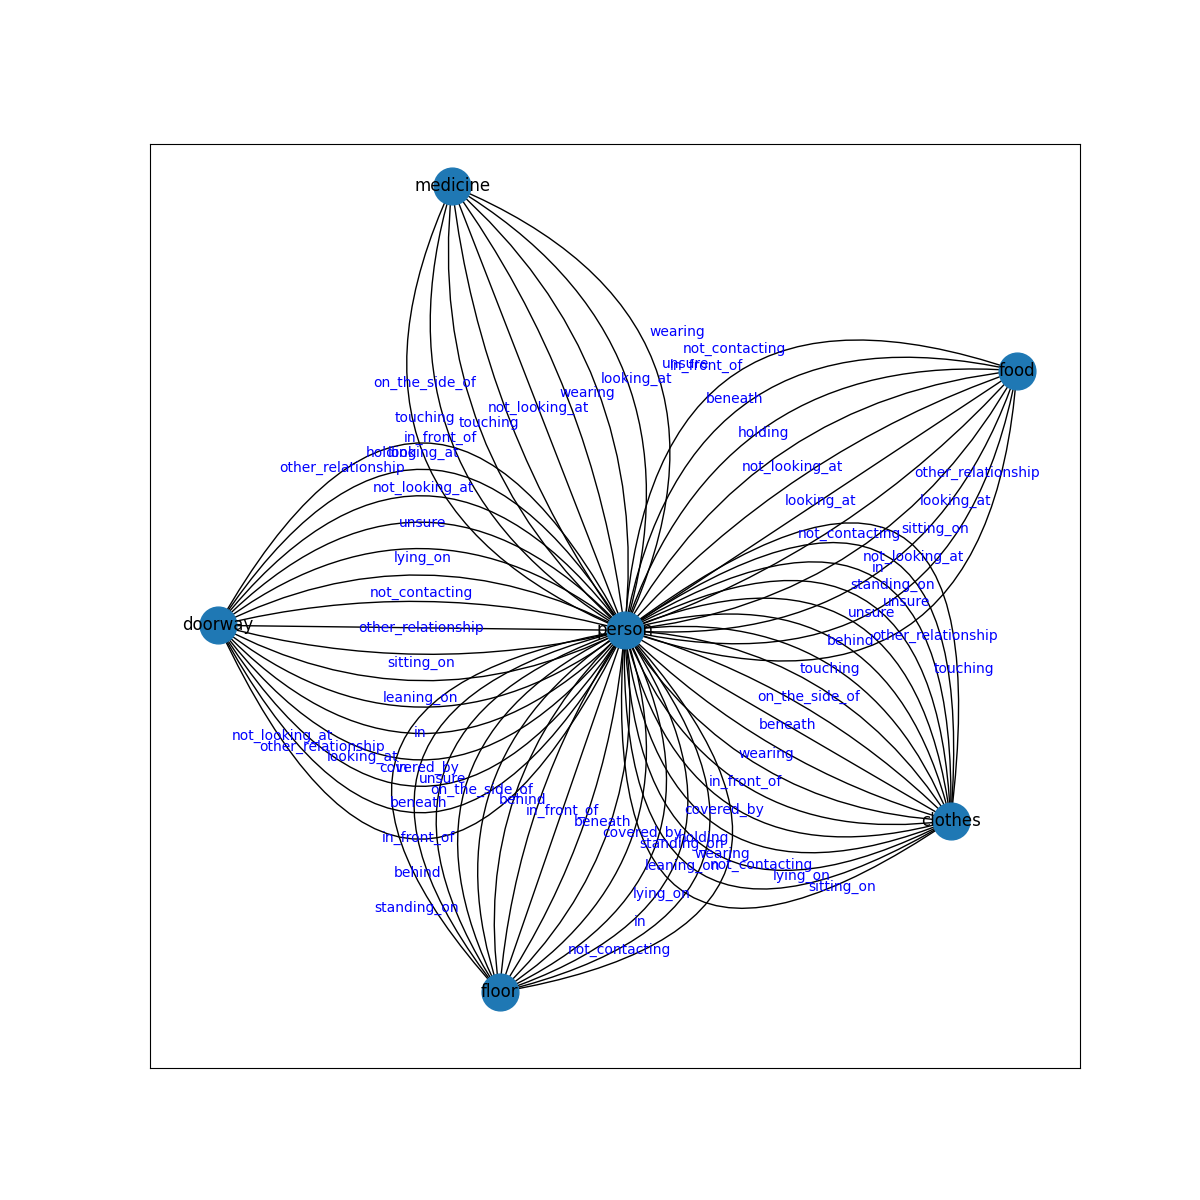 medicine
wearing
not_contacting
unsure
in_front_of
food
looking_at
on_the_side_of
wearing
beneath
not_looking_at
touching
touching
holding
in_front_of
holding
looking_at
other_relationship
not_looking_at
other_relationship
not_looking_at
looking_at
looking_at
unsure
sitting_on
not_contacting
lying_on
not_looking_at
in
standing_on
not_contacting
unsure
unsure
doorway
person
other_relationship
other_relationship
behind
sitting_on
touching
touching
leaning_on
on_the_side_of
beneath
in
not_looking_at
other_relationship
looking_at
wearing
covered_by
in
unsure
in_front_of
on_the_side_of
behind
beneath
in_front_of
covered_by
beneath
clothes
covered_by
in_front_of
holding
standing_on
wearing
leaning_on
not_contacting
behind
lying_on
sitting_on
lying_on
standing_on
in
not_contacting
floor